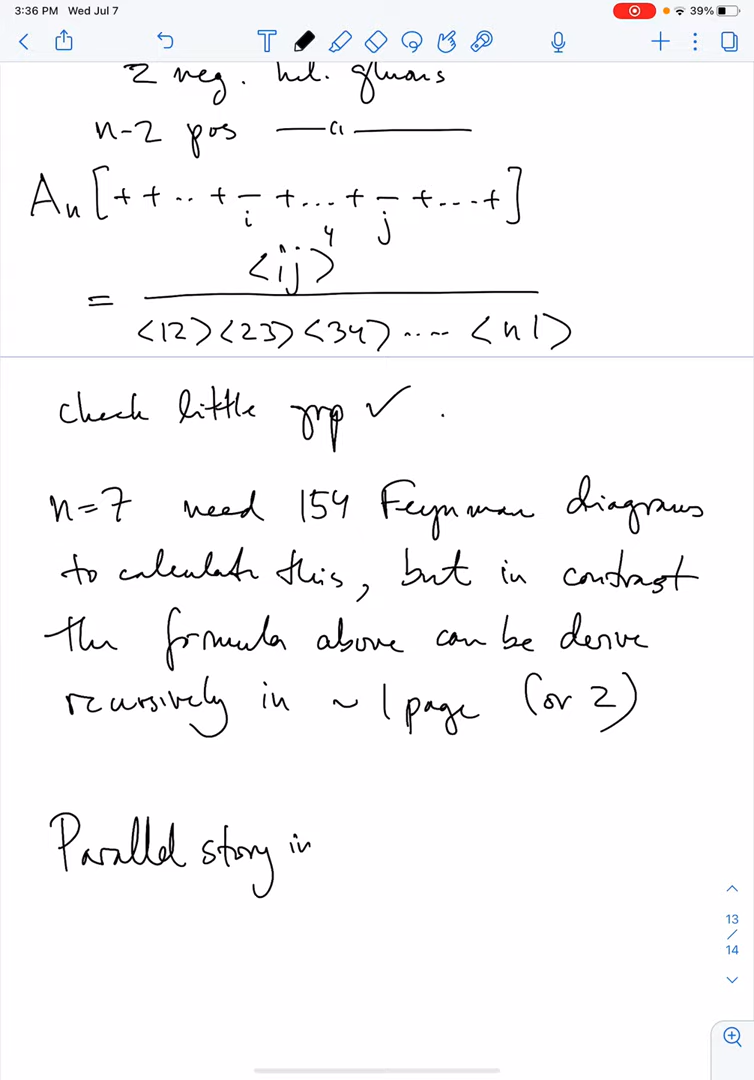 3:36 PM Wed Jul 7
39%
2 neg. hel. gluons
n-2 pos —〃—
Aₙ[++..+ - +...+ - +...+]
i j
= <ij>⁴
<12><23><34>....<n1>
check little grp ✓.
n=7 need 154 Feynman diagrams
to calculate this, but in contrast
the formula above can be derive
recursively in ~ 1 page (or 2)
Parallel story in
13
/
14